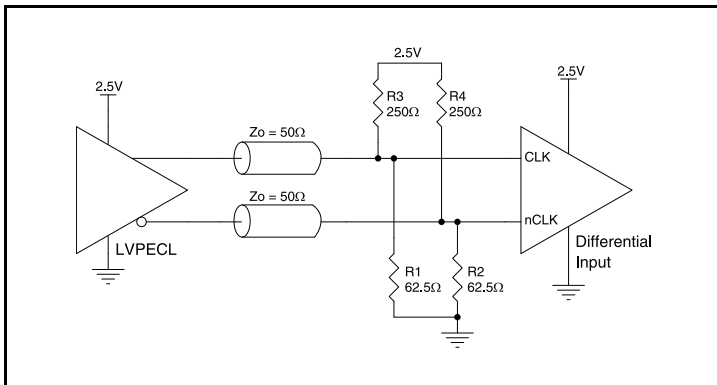 2.5V
2.5V
2.5V
R3
250Ω
R4
250Ω
Zo = 50Ω
CLK
Zo = 50Ω
nCLK
LVPECL
Differential
Input
R1
62.5Ω
R2
62.5Ω